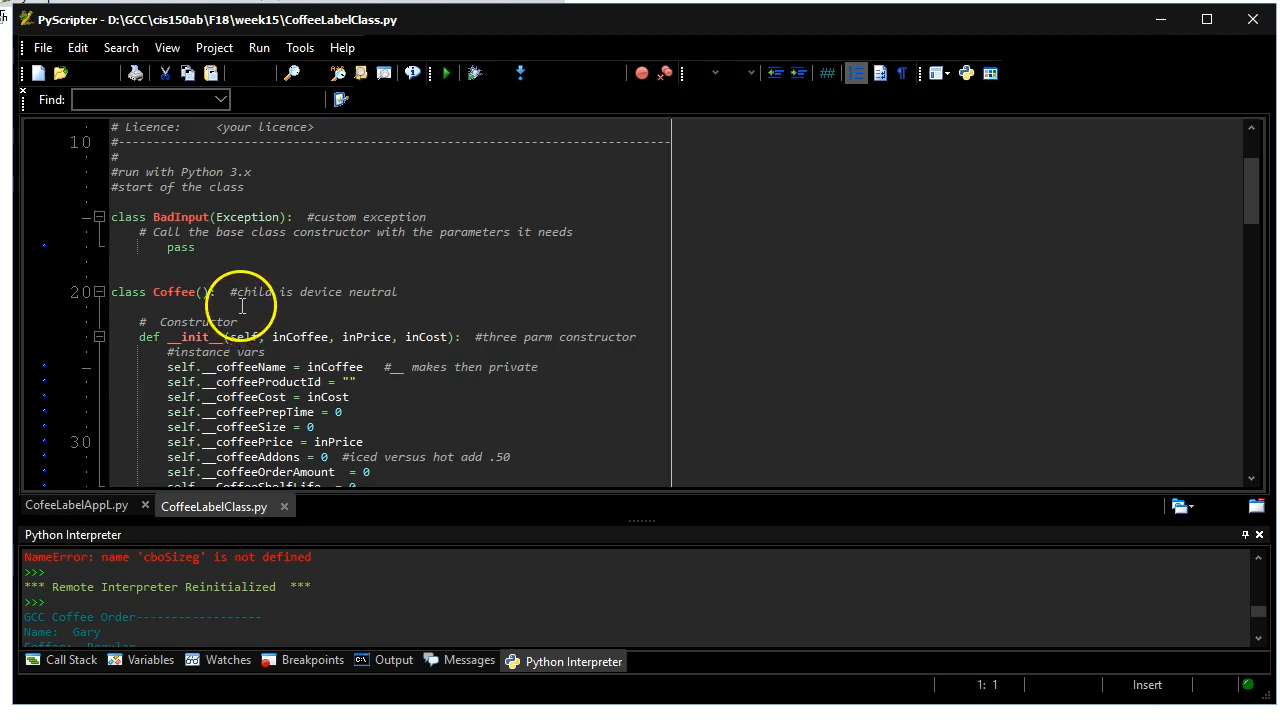 PyScripter - D:\GCC\cis150ab\F18\week15\CoffeeLabelClass.py
File Edit Search View Project Run Tools Help
Find:
# Licence: <your licence>
10 #-------------------------------------------------------------------------------
#
#run with Python 3.x
#start of the class
class BadInput(Exception): #custom exception
# Call the base class constructor with the parameters it needs
pass
20 class Coffee(): #child is device neutral
# Constructor
def __init__(self, inCoffee, inPrice, inCost): #three parm constructor
#instance vars
self.__coffeeName = inCoffee #__ makes then private
self.__coffeeProductId = ""
self.__coffeeCost = inCost
self.__coffeePrepTime = 0
self.__coffeeSize = 0
30 self.__coffeePrice = inPrice
self.__coffeeAddons = 0 #iced versus hot add .50
self.__coffeeOrderAmount = 0
self.__CoffeeShelfLife = 0
CofeeLabelAppL.py CoffeeLabelClass.py
Python Interpreter
NameError: name 'cboSizeg' is not defined
>>>
*** Remote Interpreter Reinitialized ***
>>>
GCC Coffee Order------------------
Name: Gary
Coffee: Regular
Call Stack Variables Watches Breakpoints Output Messages Python Interpreter
1: 1 Insert